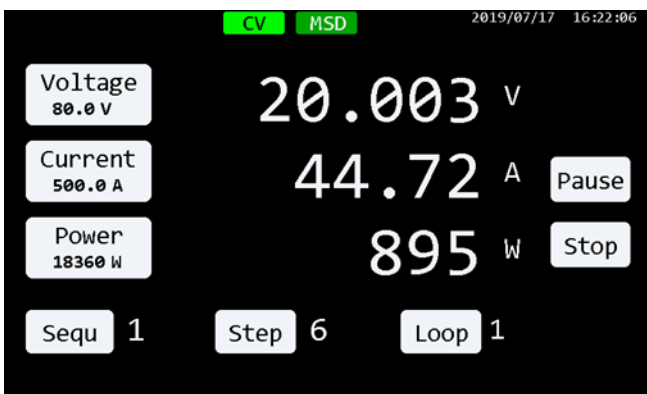 CV MSD 2019/07/17 16:22:06
Voltage
80.0 V
20.003 V
Current
500.0 A
44.72 A
Pause
Power
18360 W
895 W
Stop
Sequ 1 Step 6 Loop 1